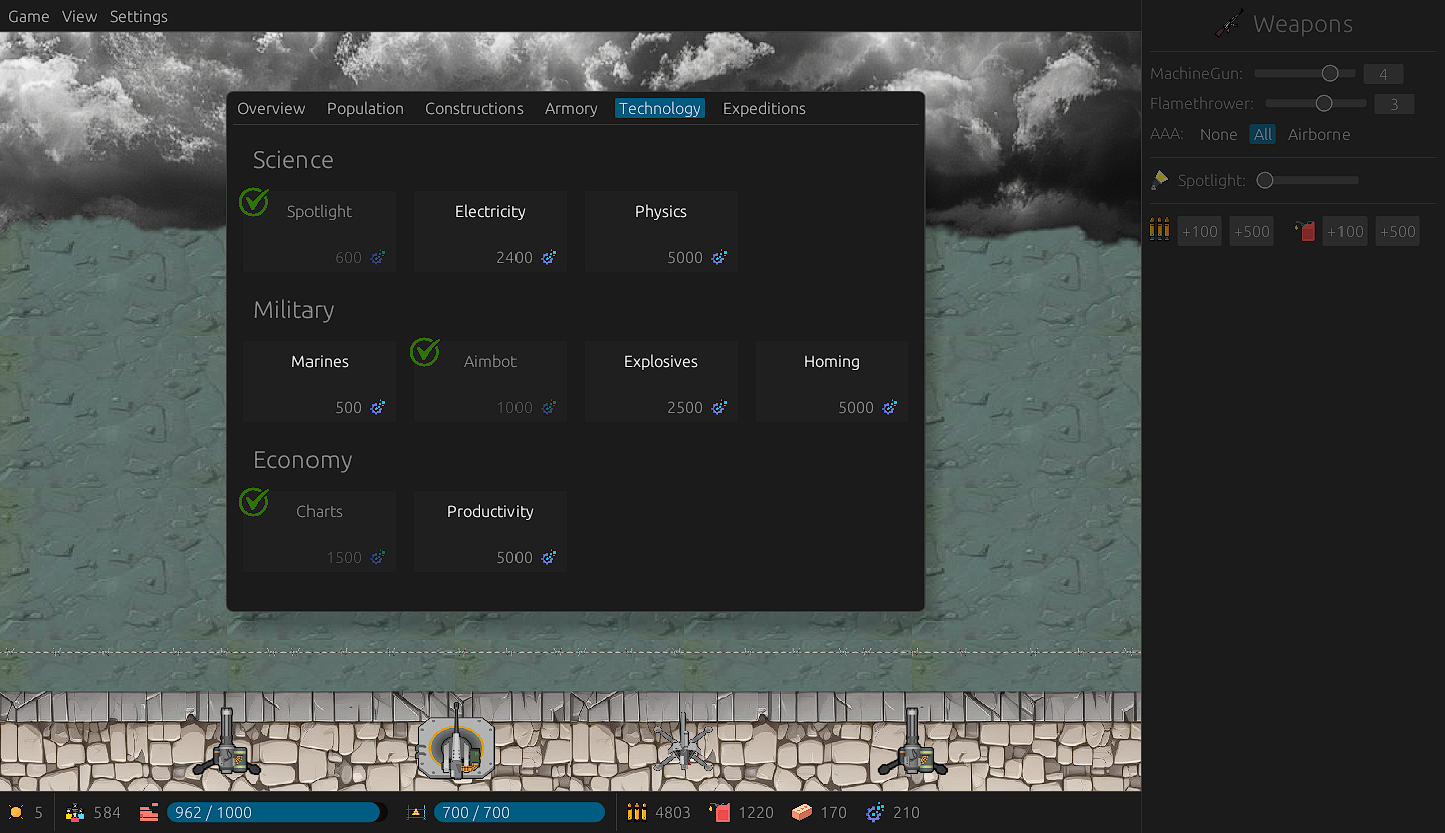 Game View Settings
Weapons
MachineGun: 4
Flamethrower: 3
AAA: None All Airborne
Spotlight:
+100 +500 +100 +500
Overview Population Constructions Armory Technology Expeditions
Science
Spotlight Electricity Physics
600 2400 5000
Military
Marines Aimbot Explosives Homing
500 1000 2500 5000
Economy
Charts Productivity
1500 5000
5 584 962 / 1000 700 / 700 4803 1220 170 210